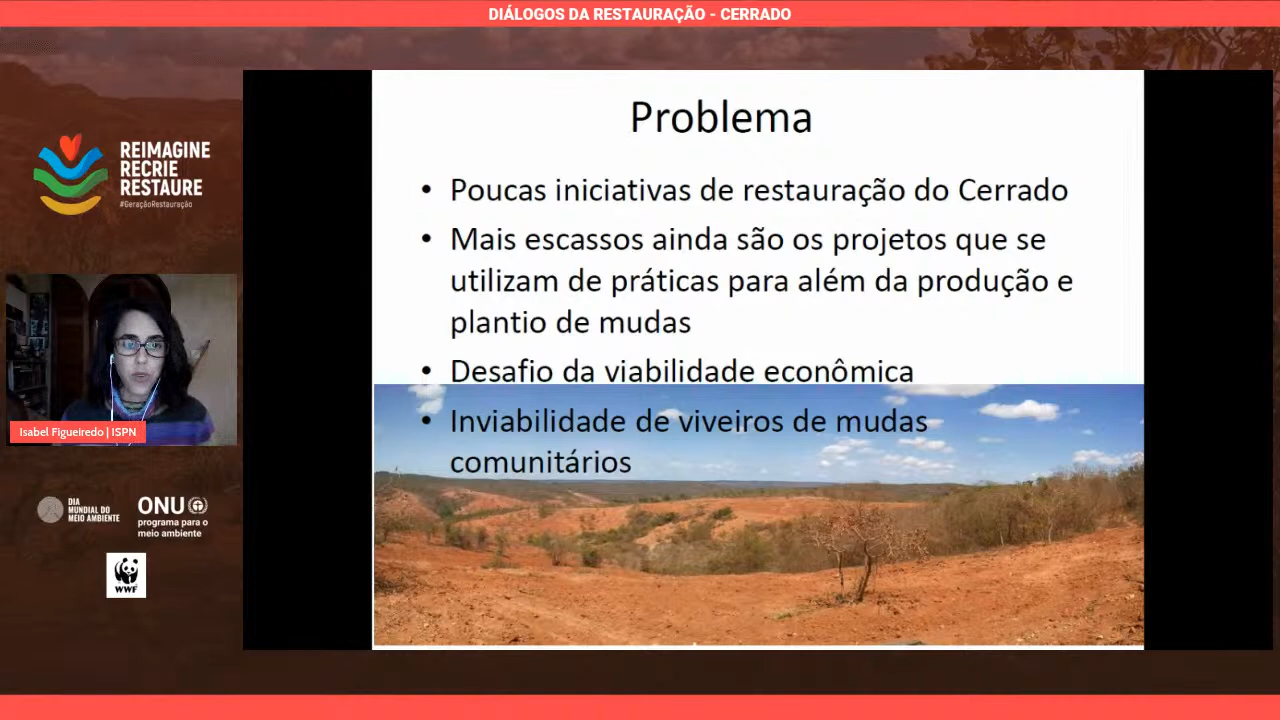 DIÁLOGOS DA RESTAURAÇÃO - CERRADO
REIMAGINE
RECRIE
RESTAURE
#GeraçãoRestauração
Isabel Figueiredo | ISPN
DIA
MUNDIAL DO
MEIO AMBIENTE
ONU
programa para o
meio ambiente
WWF
Problema
• Poucas iniciativas de restauração do Cerrado
• Mais escassos ainda são os projetos que se
utilizam de práticas para além da produção e
plantio de mudas
• Desafio da viabilidade econômica
• Inviabilidade de viveiros de mudas
comunitários